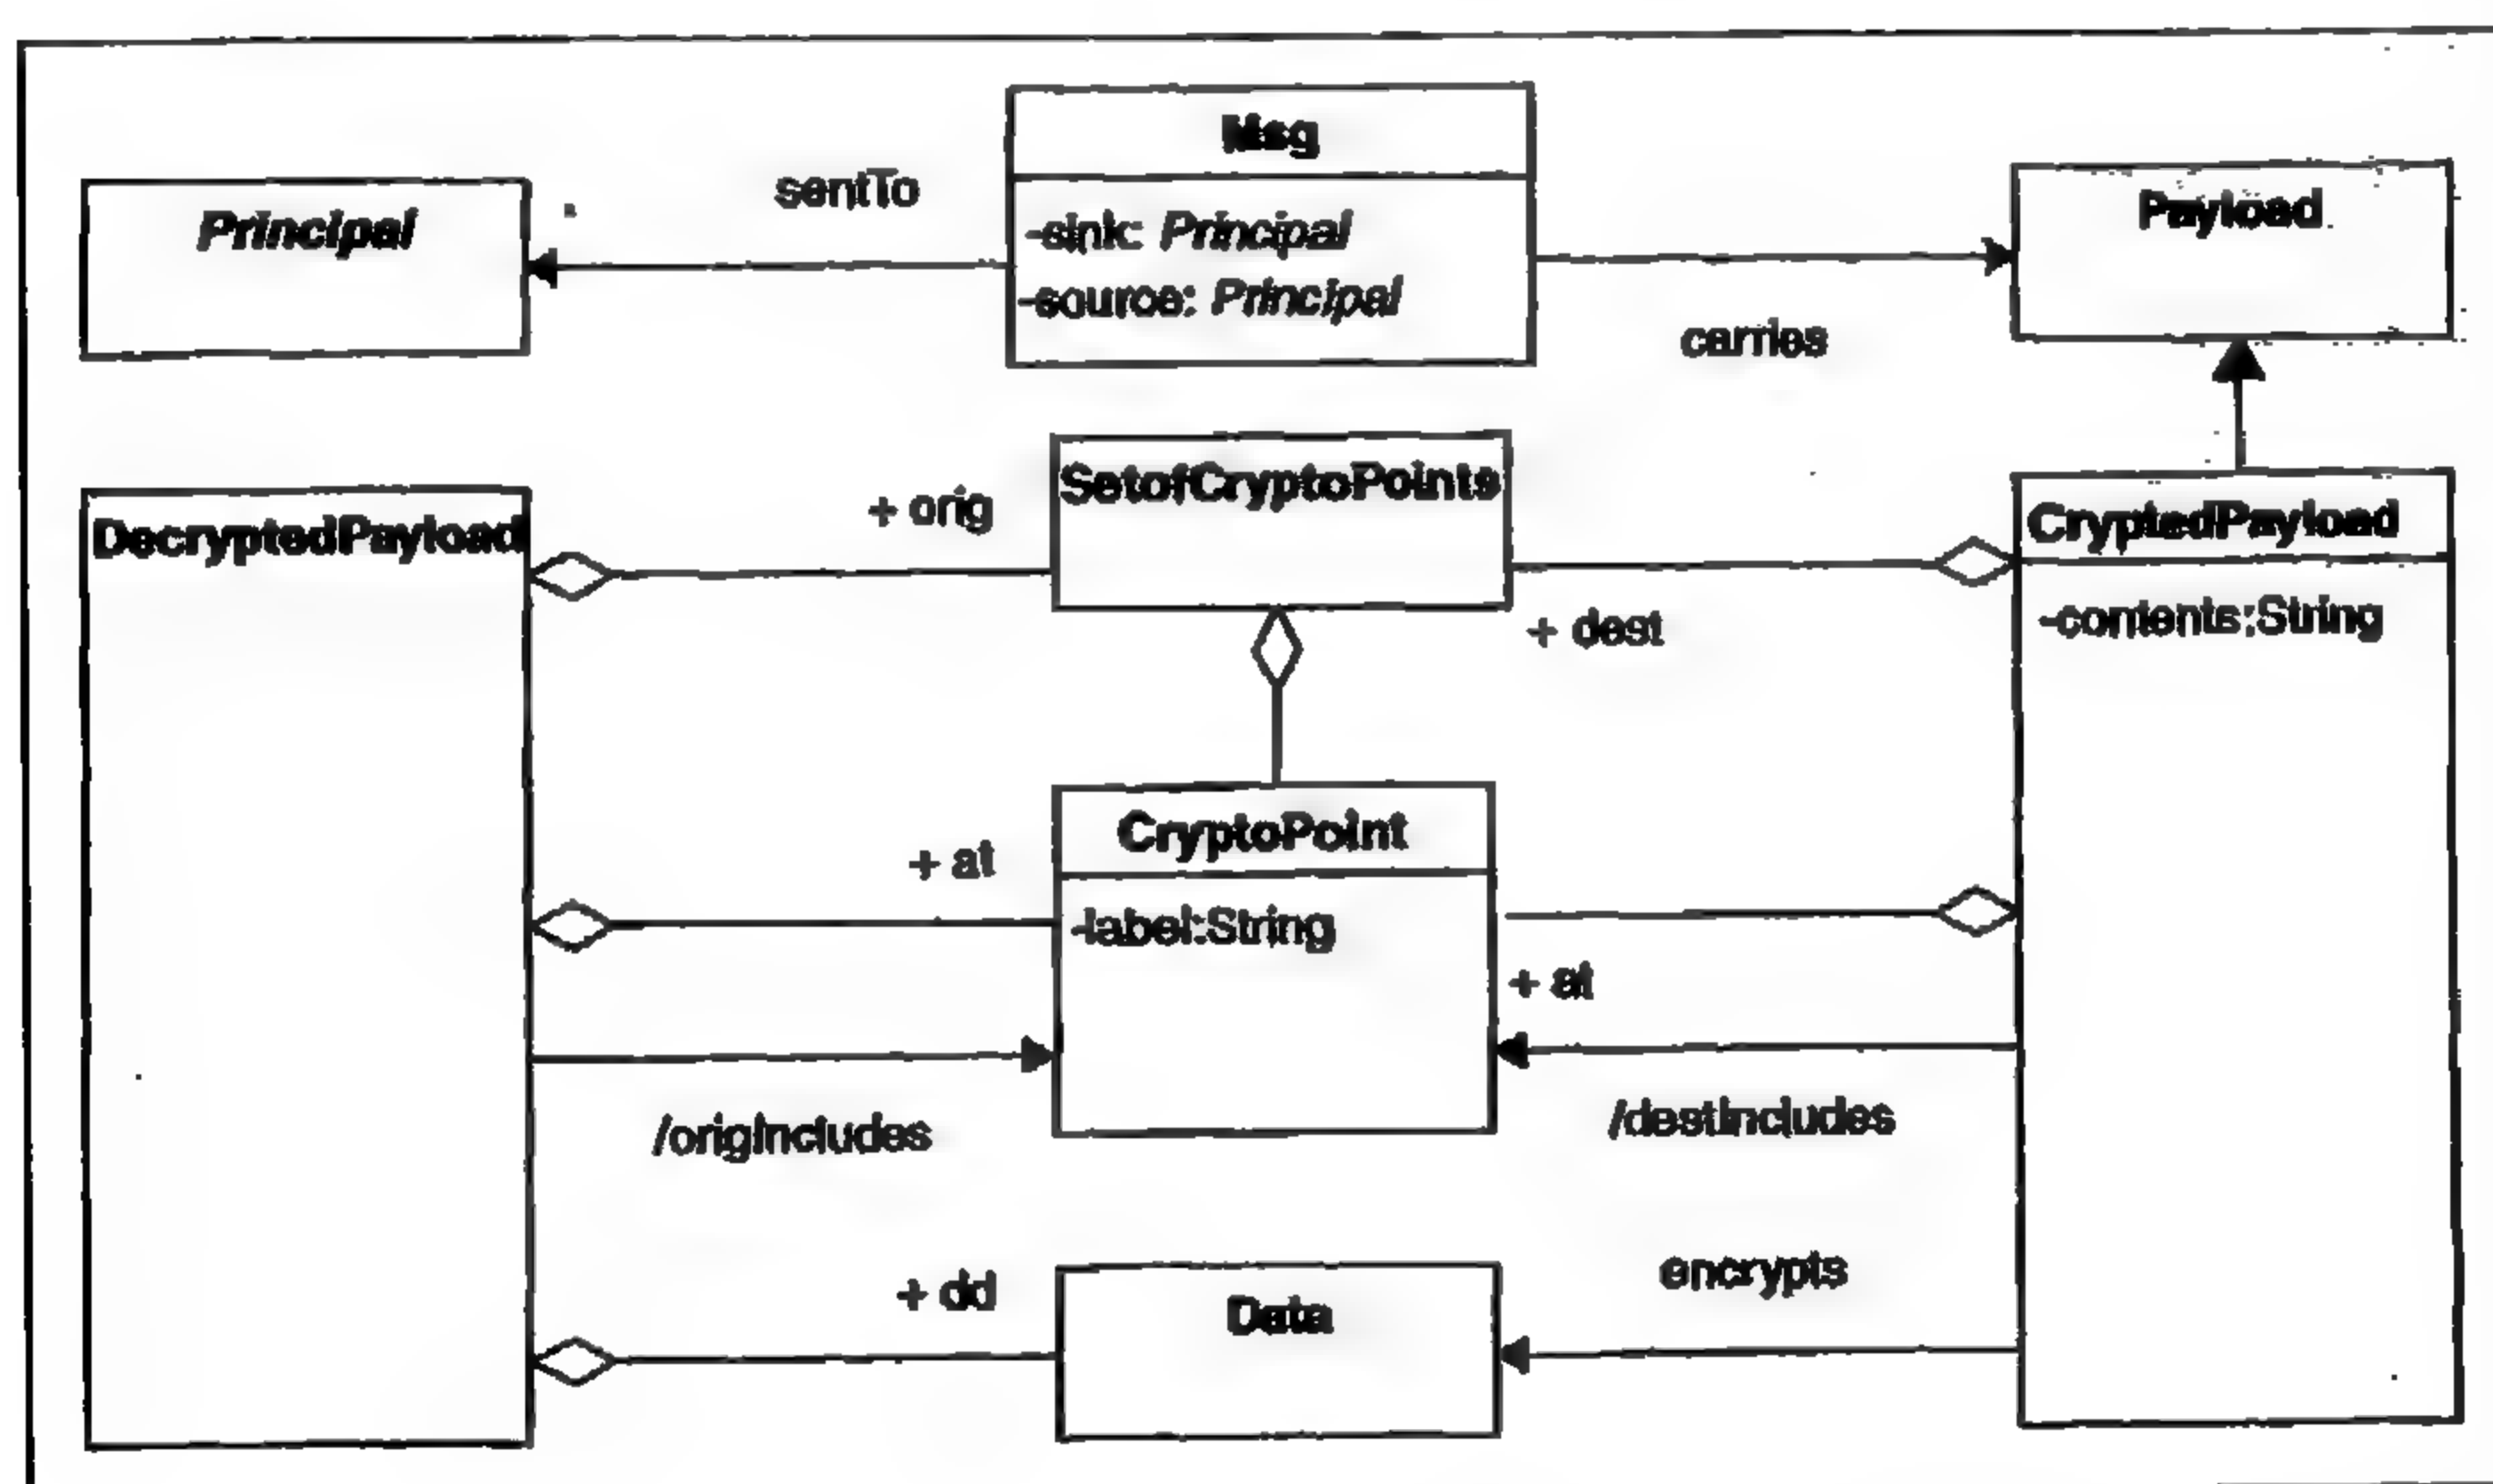 Msg
sentTo
Principal
-sink: Principal
-source: Principal
Payload
carries
SetofCryptoPoints
+ orig
DecryptedPayload
CryptedPayload
+ dest
-contents:String
CryptoPoint
+ at
-label:String
+ at
/origIncludes
/destIncludes
encrypts
+ dd
Data